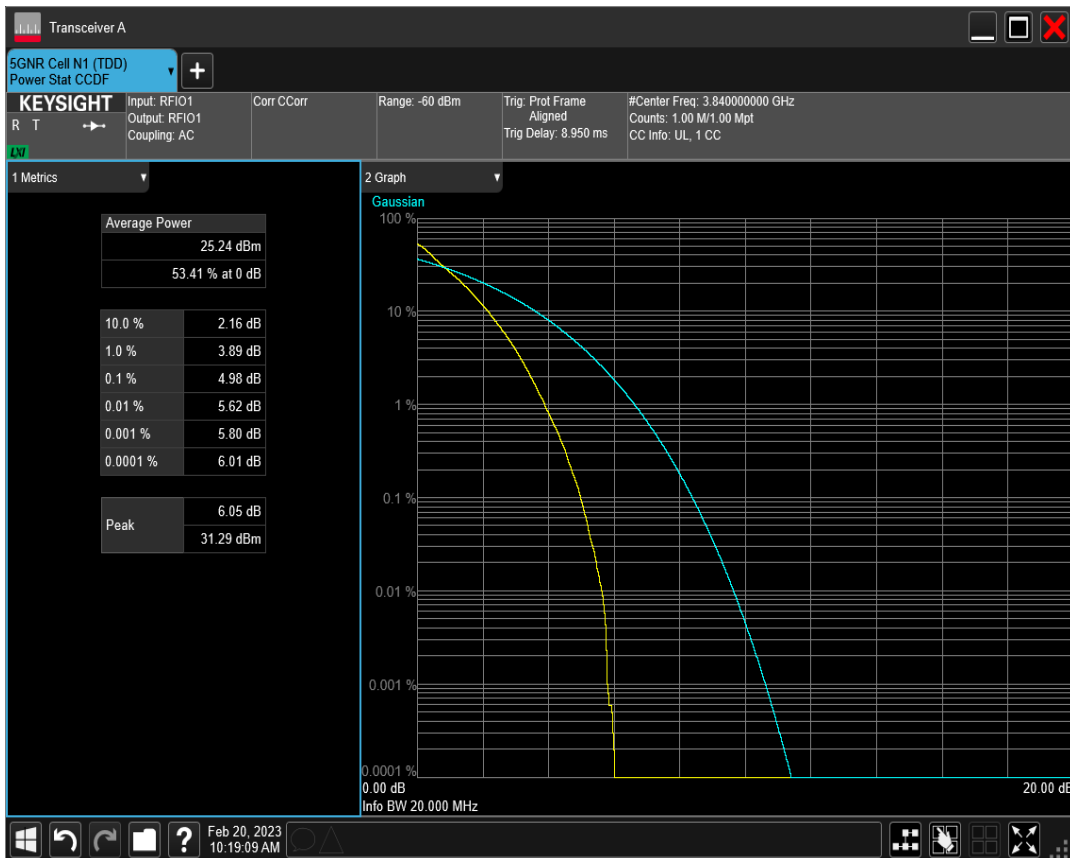 Transceiver A
5GNR Cell N1 (TDD)
Power Stat CCDF
+
KEYSIGHT
R T
LXI
Input: RFIO1
Output: RFIO1
Coupling: AC
Corr CCorr
Range: -60 dBm
Trig: Prot Frame
Aligned
Trig Delay: 8.950 ms
#Center Freq: 3.840000000 GHz
Counts: 1.00 M/1.00 Mpt
CC Info: UL, 1 CC
1 Metrics
Average Power
25.24 dBm
53.41 % at 0 dB
10.0 % 2.16 dB
1.0 % 3.89 dB
0.1 % 4.98 dB
0.01 % 5.62 dB
0.001 % 5.80 dB
0.0001 % 6.01 dB
Peak 6.05 dB
31.29 dBm
2 Graph
Gaussian
100 %
10 %
1 %
0.1 %
0.01 %
0.001 %
0.0001 %
0.00 dB 20.00 dB
Info BW 20.000 MHz
? Feb 20, 2023
10:19:09 AM